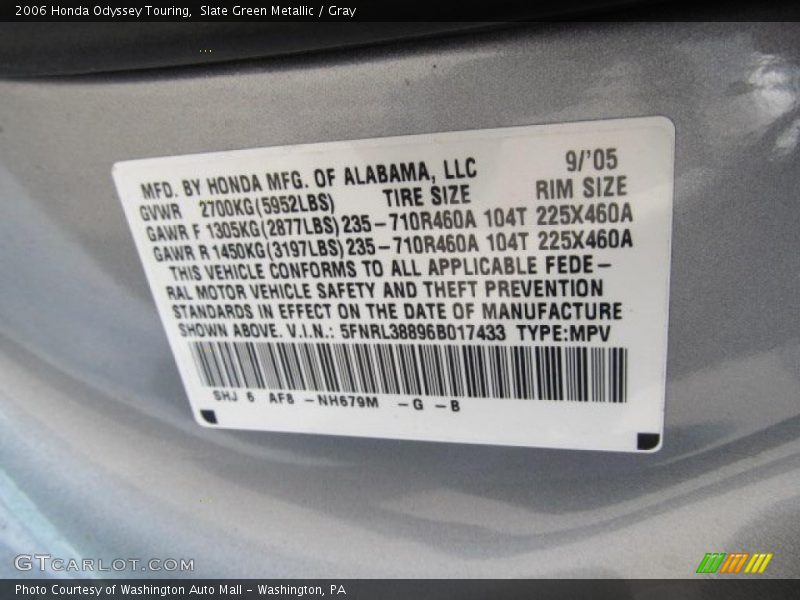 2006 Honda Odyssey Touring,  Slate Green Metallic / Gray
MFD. BY HONDA MFG. OF ALABAMA, LLC 9/'05
GVWR 2700KG(5952LBS) TIRE SIZE RIM SIZE
GAWR F 1305KG(2877LBS) 235-710R460A 104T 225X460A
GAWR R 1450KG(3197LBS) 235-710R460A 104T 225X460A
THIS VEHICLE CONFORMS TO ALL APPLICABLE FEDE-
RAL MOTOR VEHICLE SAFETY AND THEFT PREVENTION
STANDARDS IN EFFECT ON THE DATE OF MANUFACTURE
SHOWN ABOVE. V.I.N.: 5FNRL38896B017433 TYPE:MPV
SHJ 6 AF8 -NH679M -G -B
GTCARLOT.COM
Photo Courtesy of Washington Auto Mall - Washington, PA